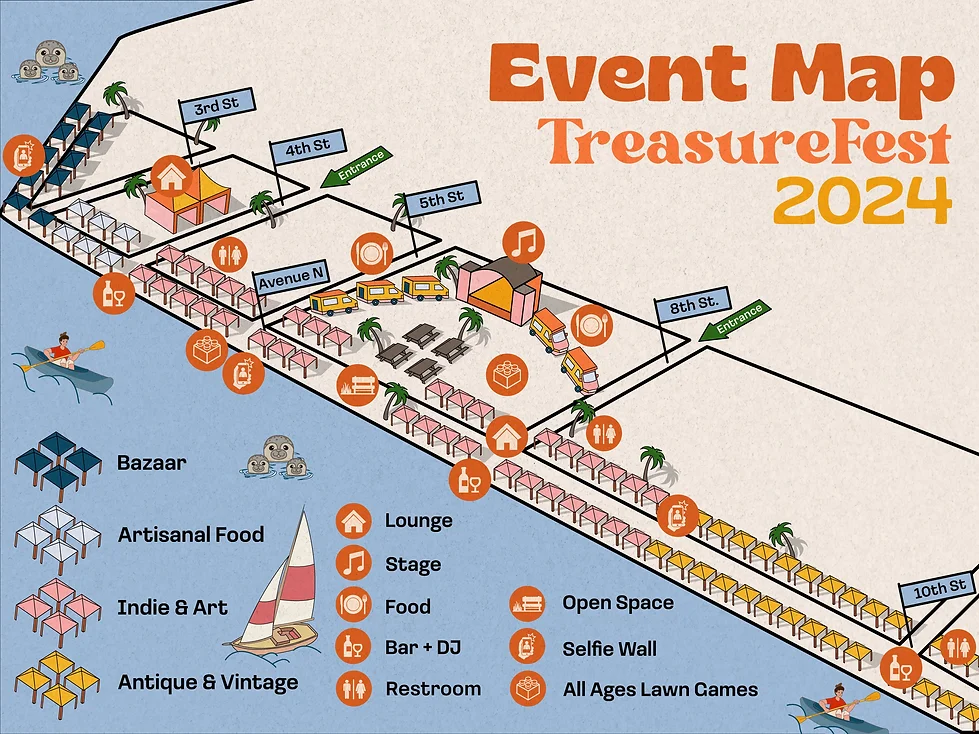 Event Map
TreasureFest
2024
3rd St
4th St
Entrance
5th St
Avenue N
8th St.
Entrance
10th St
Bazaar
Artisanal Food
Indie & Art
Antique & Vintage
Lounge
Stage
Food
Bar + DJ
Restroom
Open Space
Selfie Wall
All Ages Lawn Games